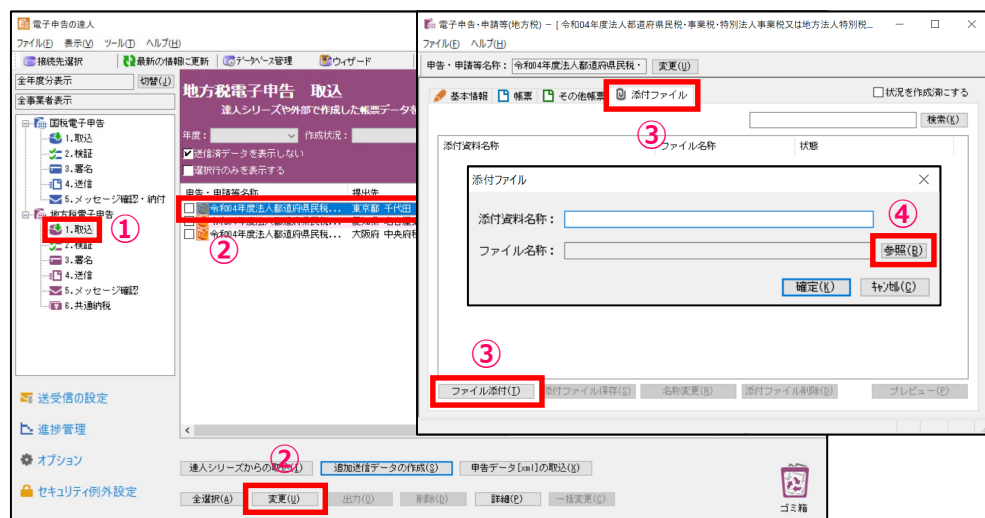 電子申告の達人
ファイル(F) 表示(V) ツール(T) ヘルプ(H)
接続先選択 最新の情報に更新 データベース管理 ウィザード
全年度分表示 切替(J)
全事業者表示
国税電子申告
1.取込
2.検証
3.署名
4.送信
5.メッセージ確認・納付
地方税電子申告
1.取込
①
2.検証
3.署名
4.送信
5.メッセージ確認
6.共通納税
送受信の設定
進捗管理
オプション
セキュリティ例外設定
地方税電子申告 取込
達人シリーズや外部で作成した帳票データを
年度: 作成状況:
送信済データを表示しない
選択行のみを表示する
申告・申請等名称 提出先
令和04年度法人都道府県民税... 東京都 千代田
令和04年度法人都道府県民税...
令和04年度法人都道府県民税... 大阪府 中央府税
②
②
達人シリーズからの取込(I) 追加送信データの作成(S) 申告データ[xml]の取込(X)
全選択(A) 変更(U) 出力(O) 削除(D) 詳細(P) 一括変更(C)
ゴミ箱
電子申告・申請等(地方税) - [ 令和04年度法人都道府県民税・事業税・特別法人事業税又は地方法人特別税...
ファイル(F) ヘルプ(H)
申告・申請等名称: 令和04年度法人都道府県民税・ 変更(U)
基本情報 帳票 その他帳票 添付ファイル 状況を作成済にする
③
検索(K)
添付資料名称 ファイル名称 状態
添付ファイル
添付資料名称:
④
ファイル名称: 参照(B)
確定(K) キャンセル(C)
③
ファイル添付(T) 添付ファイル保存(S) 名称変更(R) 添付ファイル削除(D) プレビュー(P)